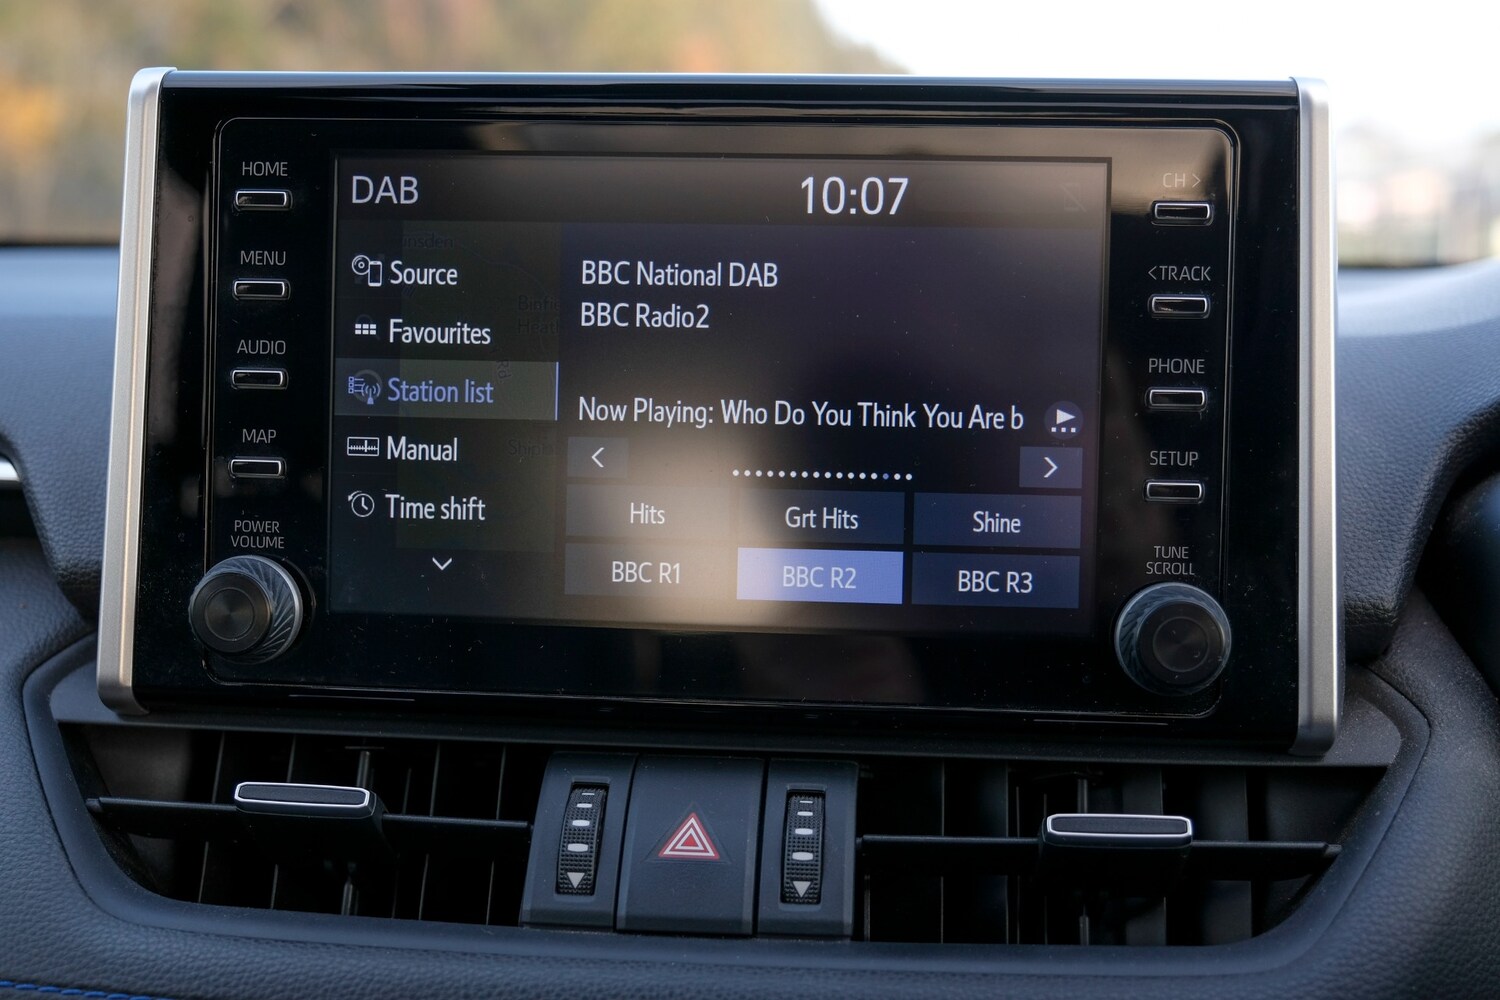 HOME
MENU
AUDIO
MAP
POWER
VOLUME
DAB
10:07
Source
Favourites
Station list
Manual
Time shift
BBC National DAB
BBC Radio2
Now Playing: Who Do You Think You Are b
Hits
Grt Hits
Shine
BBC R1
BBC R2
BBC R3
CH >
< TRACK
PHONE
SETUP
TUNE
SCROLL